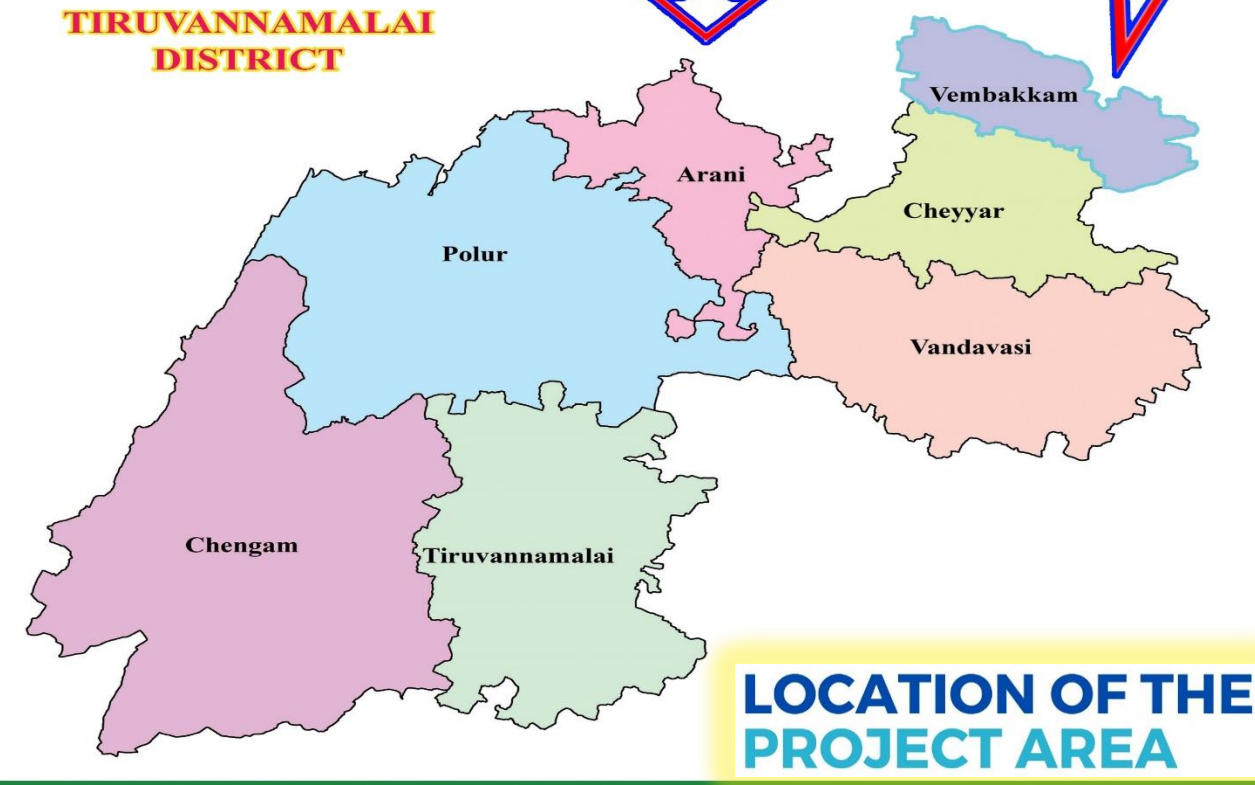 TIRUVANNAMALAI
DISTRICT
Vembakkam
Arani
Cheyyar
Polur
Vandavasi
Chengam
Tiruvannamalai
LOCATION OF THE
PROJECT AREA